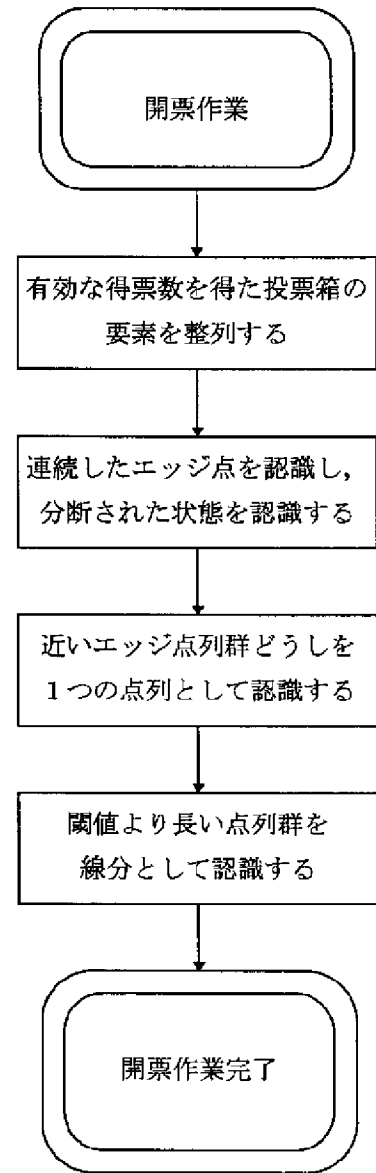 開票作業
有効な得票数を得た投票箱の
要素を整列する
連続したエッジ点を認識し，
分断された状態を認識する
近いエッジ点列群どうしを
１つの点列として認識する
閾値より長い点列群を
線分として認識する
開票作業完了